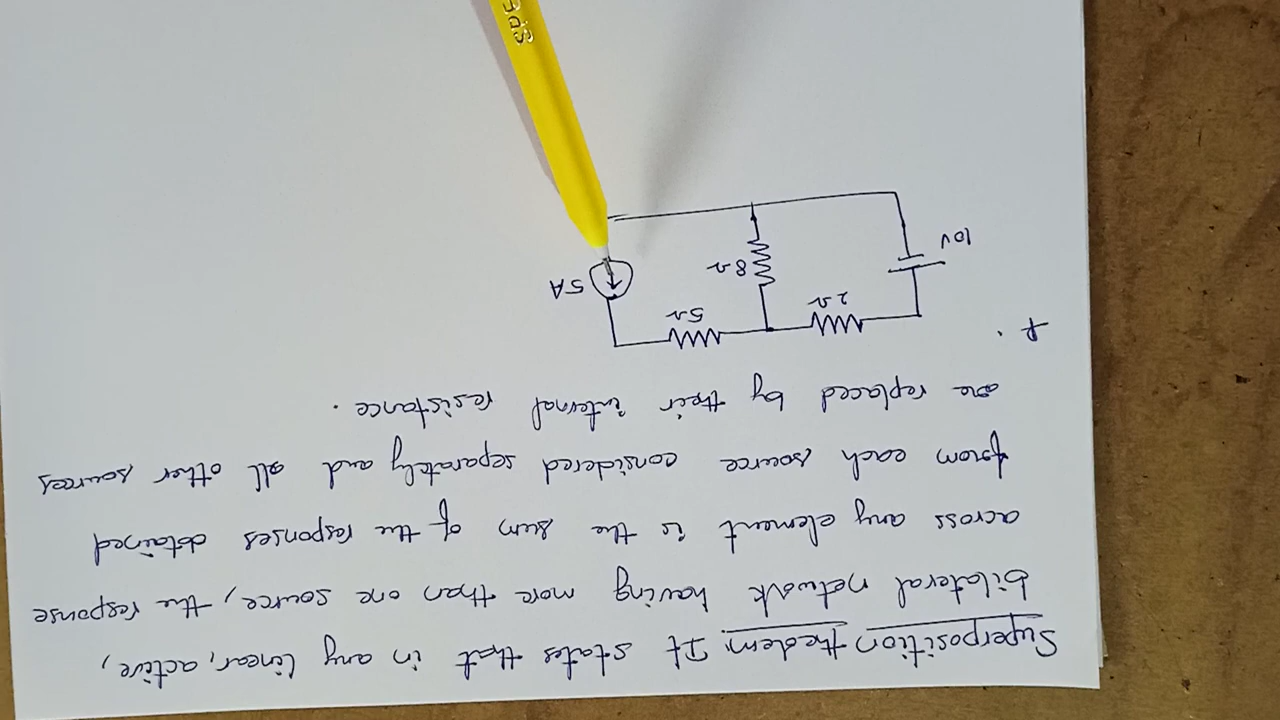 Superposition theorem: It states that in any linear, active,
bilateral network having more than one source, the response
across any element is the sum of the responses obtained
from each source considered separately and all other sources
are replaced by their internal resistance.
2Ω
5Ω
10V
8Ω
5A